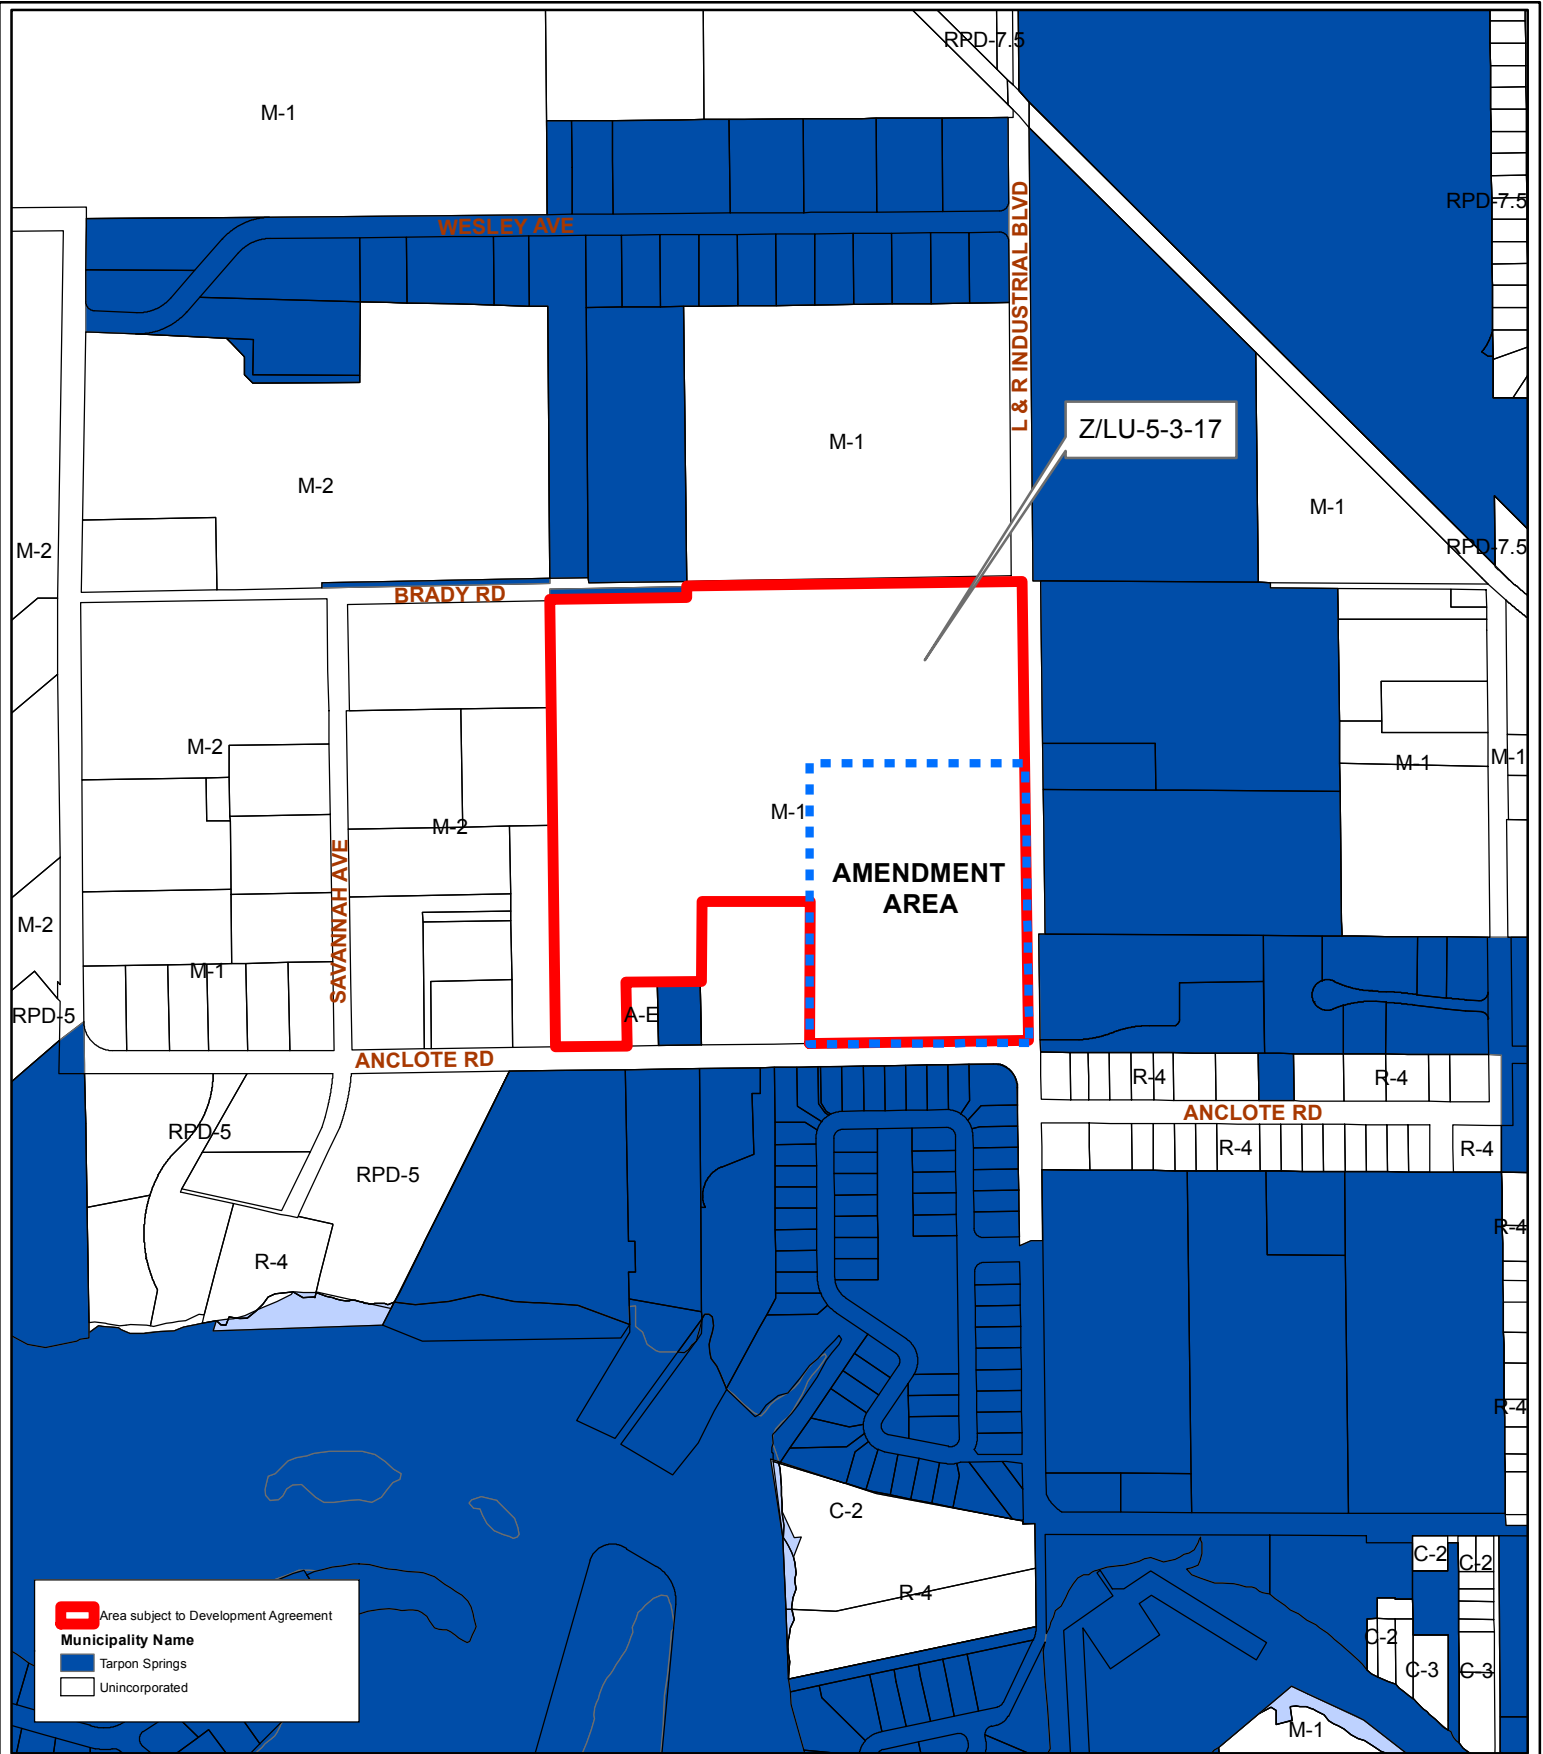 RPD-7.5
M-1
RPD-7.5
WESLEY AVE
L & R INDUSTRIAL BLVD
Z/LU-5-3-17
M-1
M-2
M-1
M-2
RPD-7.5
BRADY RD
M-2
M-1
M-1
M-1
M-2
AMENDMENT
AREA
SAVANNAH AVE
M-2
M-1
RPD-5
A-E
ANCLOTE RD
R-4
R-4
ANCLOTE RD
RPD-5
R-4
R-4
RPD-5
R-4
R-4
R-4
C-2
C-2
C-2
R-4
C-2
C-3
C-3
M-1
Area subject to Development Agreement
Municipality Name
Tarpon Springs
Unincorporated